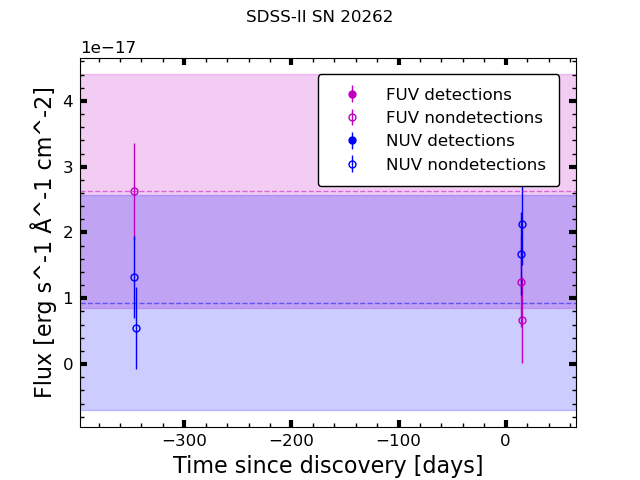 SDSS-II SN 20262
1e−17
FUV detections
FUV nondetections
NUV detections
NUV nondetections
4
3
2
1
0
Flux [erg s^-1 Å^-1 cm^-2]
−300
−200
−100
0
Time since discovery [days]